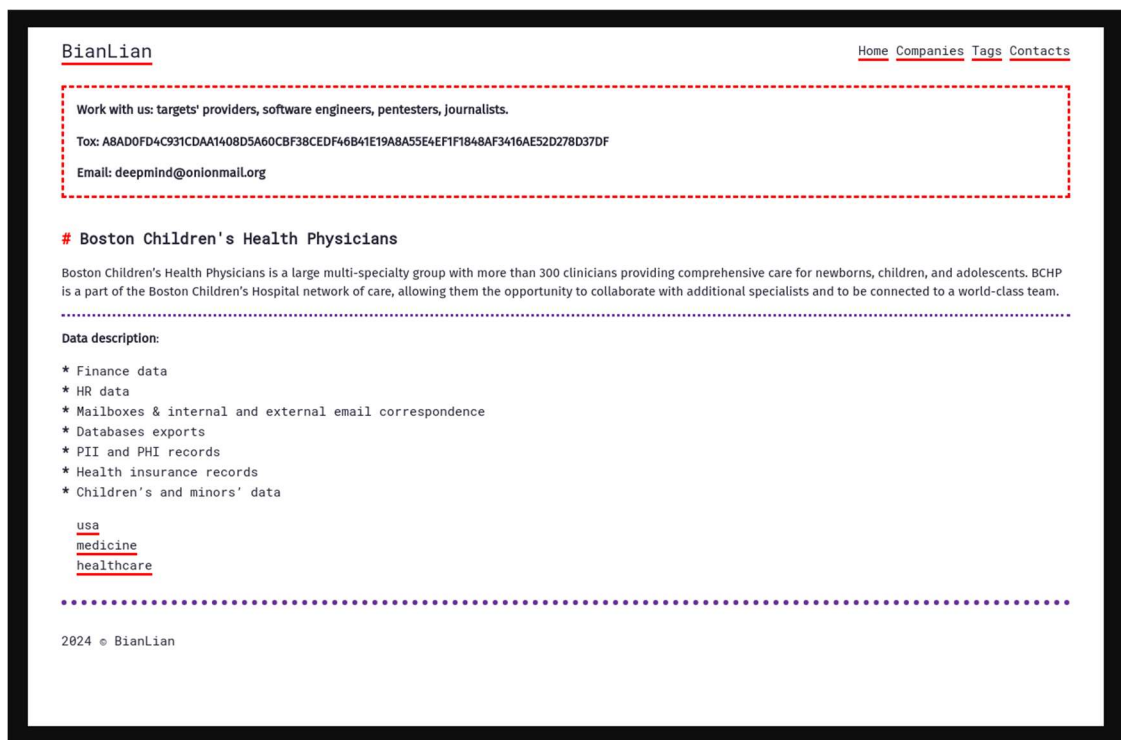 BianLian
Home Companies Tags Contacts
Work with us: targets' providers, software engineers, pentesters, journalists.
Tox: A8AD0FD4C931CDAA1408D5A60CBF38CEDF46B41E19A8A55E4EF1F1848AF3416AE52D278D37DF
Email: deepmind@onionmail.org
# Boston Children's Health Physicians
Boston Children’s Health Physicians is a large multi-specialty group with more than 300 clinicians providing comprehensive care for newborns, children, and adolescents. BCHP
is a part of the Boston Children’s Hospital network of care, allowing them the opportunity to collaborate with additional specialists and to be connected to a world-class team.
Data description:
* Finance data
* HR data
* Mailboxes & internal and external email correspondence
* Databases exports
* PII and PHI records
* Health insurance records
* Children’s and minors’ data
usa
medicine
healthcare
2024 © BianLian